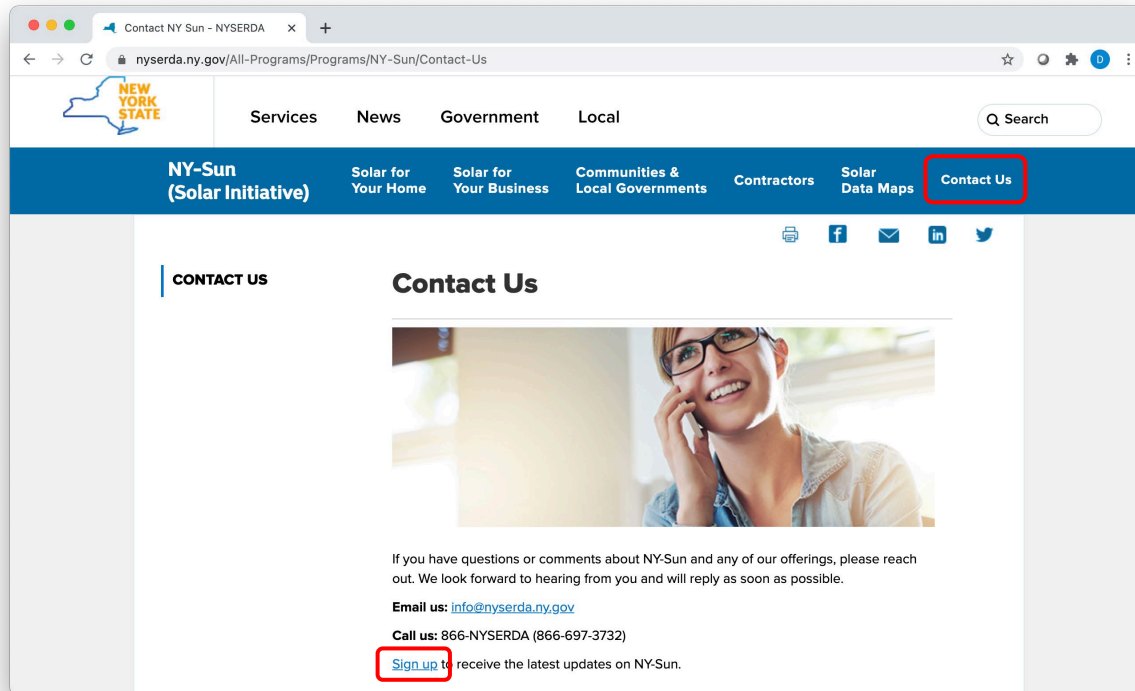 Contact NY Sun - NYSERDA
nyserda.ny.gov/All-Programs/Programs/NY-Sun/Contact-Us
D
NEW
YORK
STATE
Services News Government Local
Search
NY-Sun
(Solar Initiative)
Solar for
Your Home
Solar for
Your Business
Communities &
Local Governments
Contractors
Solar
Data Maps
Contact Us
CONTACT US
Contact Us
If you have questions or comments about NY-Sun and any of our offerings, please reach
out. We look forward to hearing from you and will reply as soon as possible.
Email us: info@nyserda.ny.gov
Call us: 866-NYSERDA (866-697-3732)
Sign up to receive the latest updates on NY-Sun.